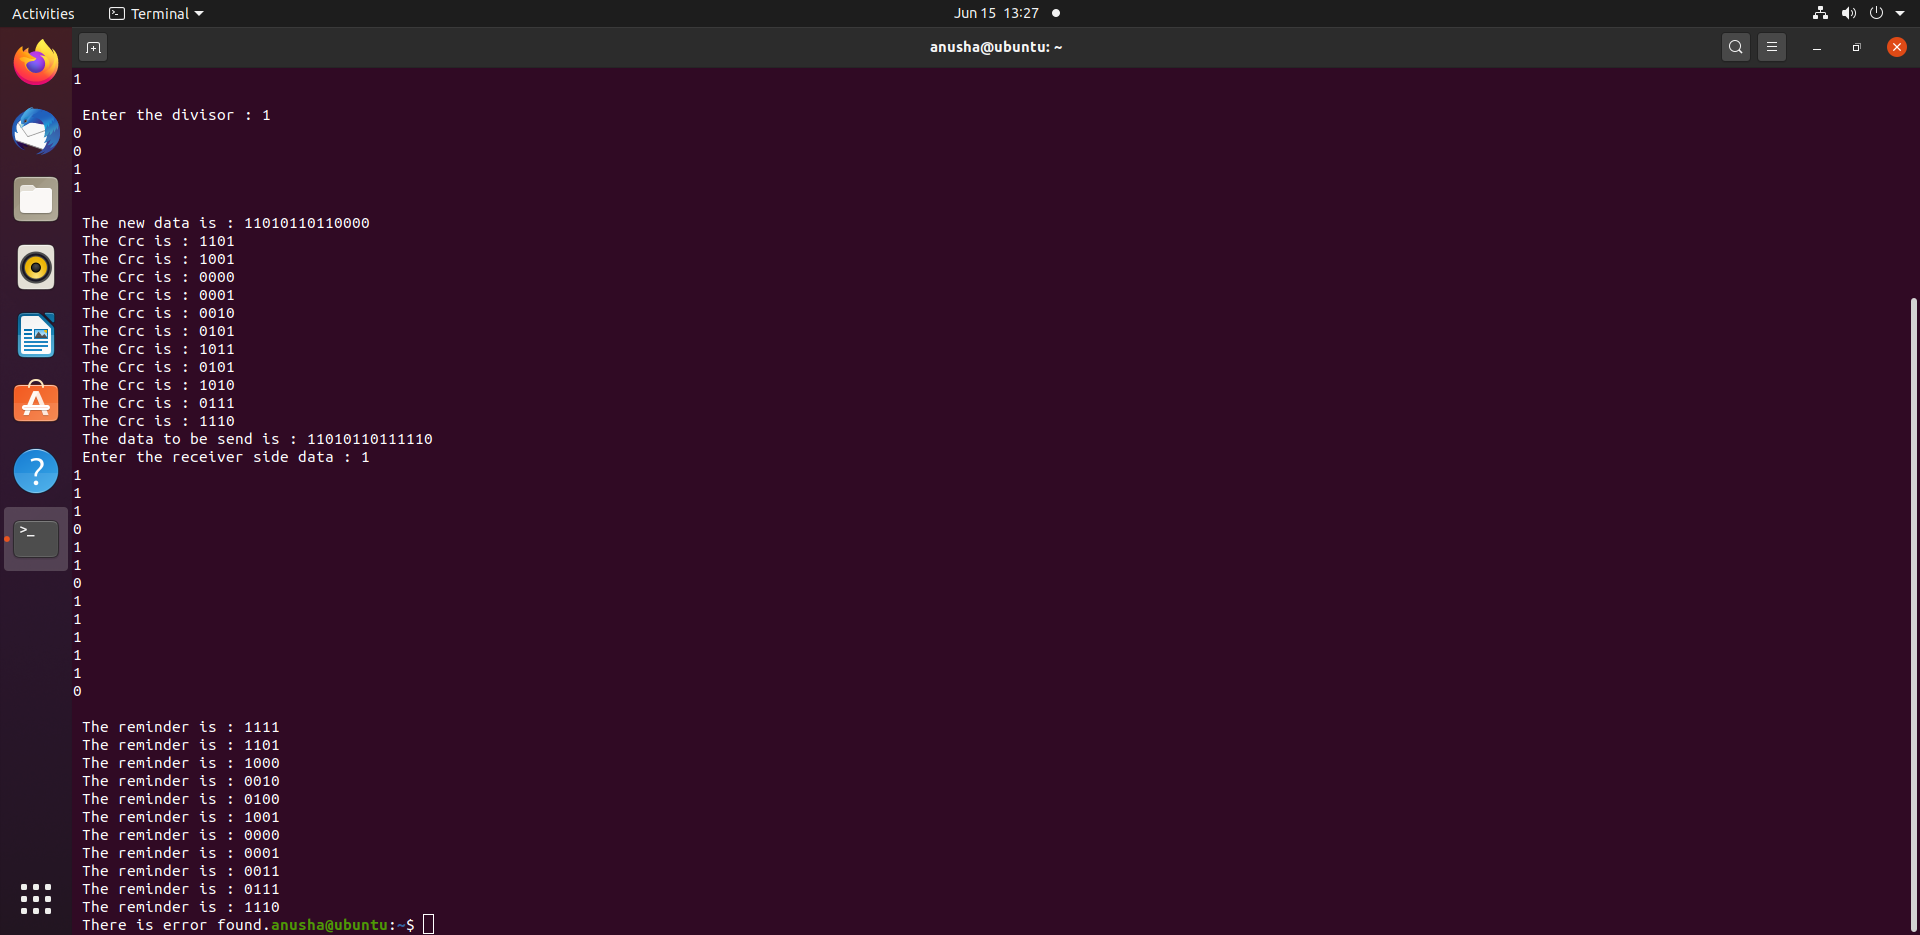 Activities Terminal Jun 15 13:27
anusha@ubuntu: ~
1
Enter the divisor : 1
0
0
1
1
The new data is : 11010110110000
The Crc is : 1101
The Crc is : 1001
The Crc is : 0000
The Crc is : 0001
The Crc is : 0010
The Crc is : 0101
The Crc is : 1011
The Crc is : 0101
The Crc is : 1010
The Crc is : 0111
The Crc is : 1110
The data to be send is : 11010110111110
Enter the receiver side data : 1
1
1
1
0
1
1
0
1
1
1
1
1
0
The reminder is : 1111
The reminder is : 1101
The reminder is : 1000
The reminder is : 0010
The reminder is : 0100
The reminder is : 1001
The reminder is : 0000
The reminder is : 0001
The reminder is : 0011
The reminder is : 0111
The reminder is : 1110
There is error found.anusha@ubuntu:~$